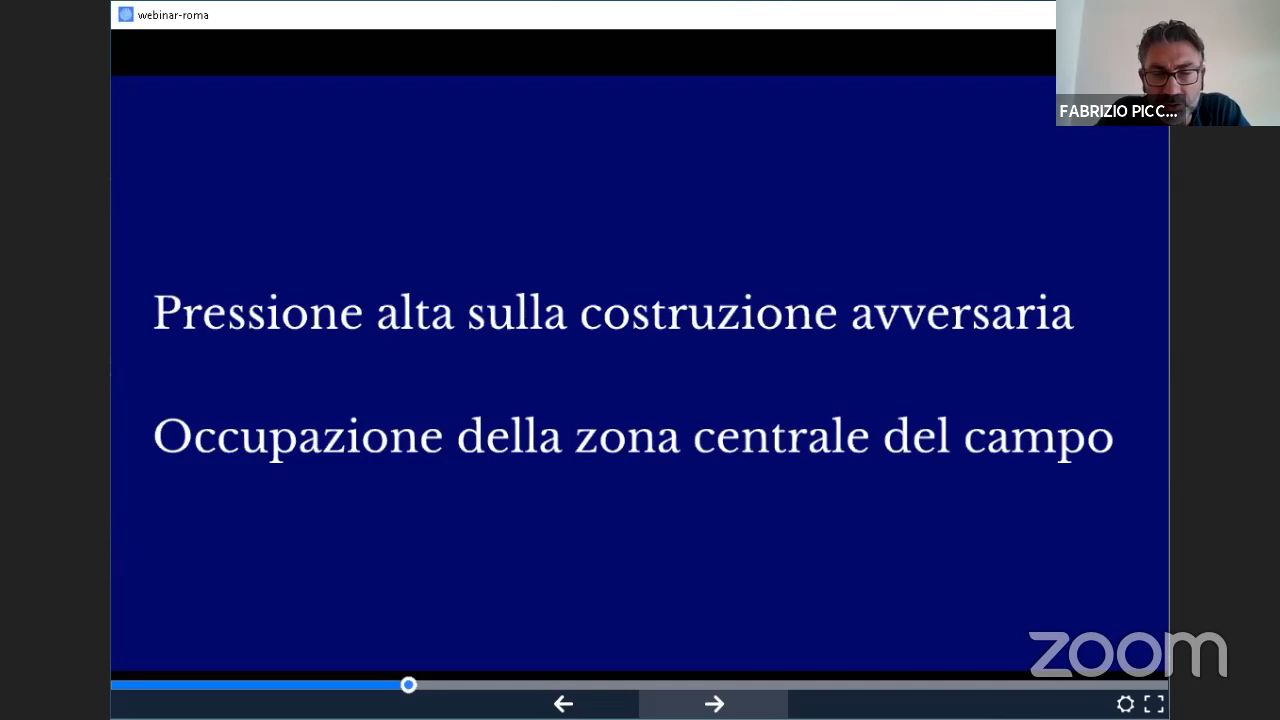 webinar-roma
FABRIZIO PICC...
Pressione alta sulla costruzione avversaria
Occupazione della zona centrale del campo
zoom